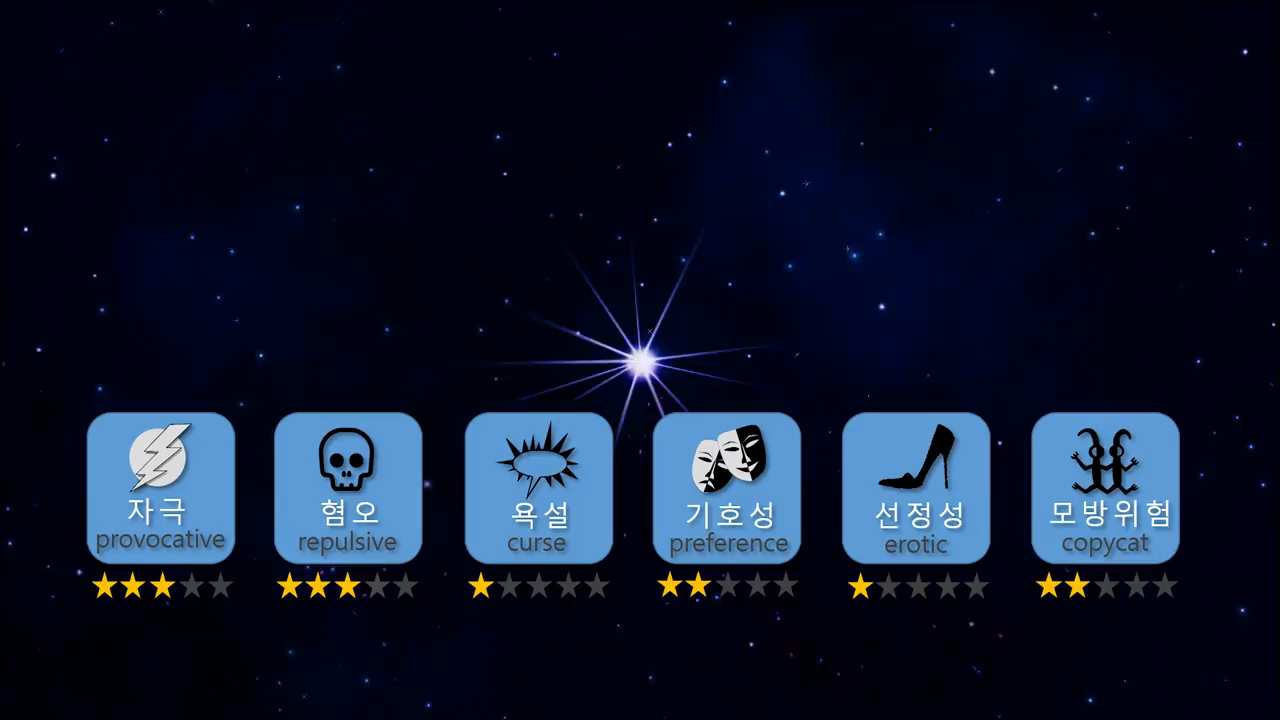 자극
provocative
혐오
repulsive
욕설
curse
기호성
preference
선정성
erotic
모방위험
copycat